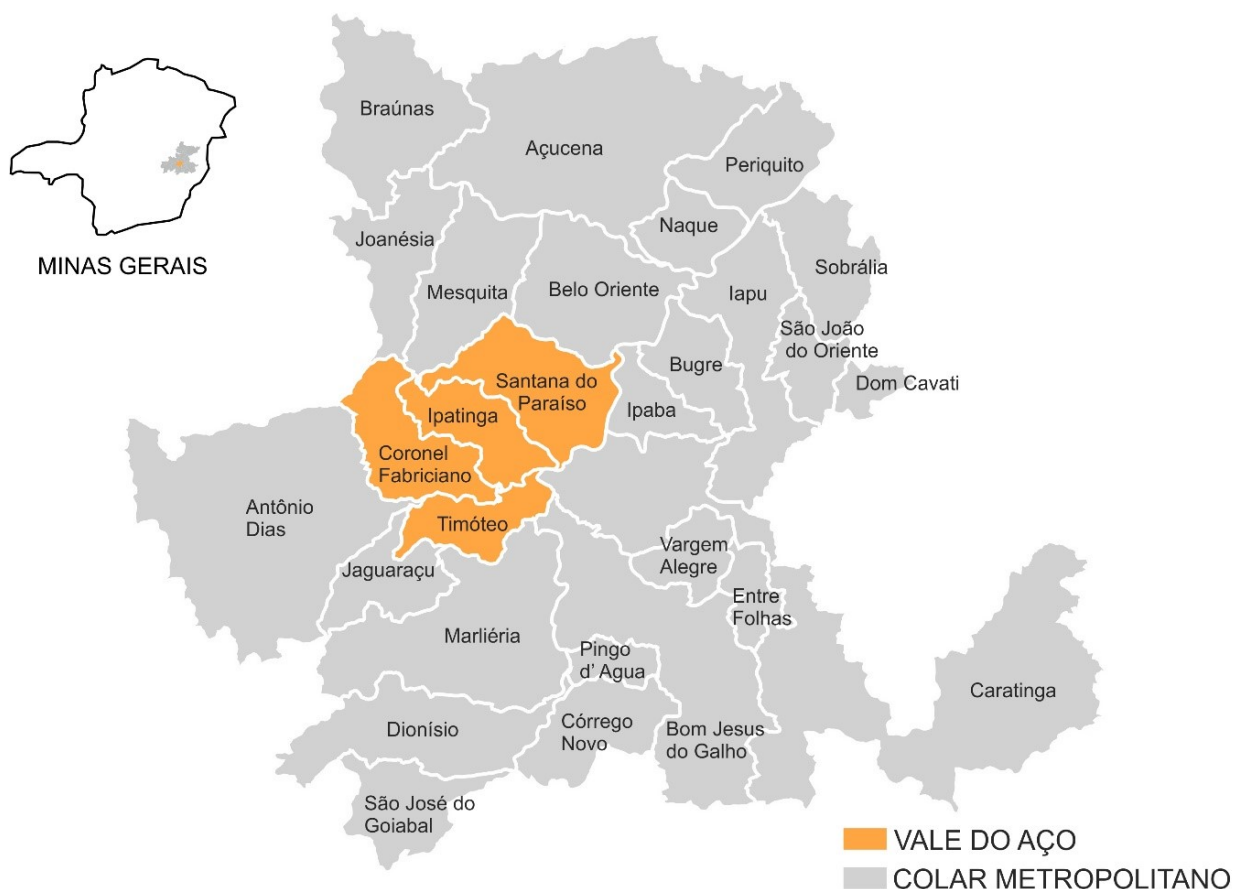 MINAS GERAIS
Braúnas
Açucena
Periquito
Naque
Joanésia
Sobrália
Mesquita
Belo Oriente
Iapu
São João
do Oriente
Bugre
Santana do
Paraíso
Dom Cavati
Ipatinga
Ipaba
Coronel
Fabriciano
Antônio
Dias
Timóteo
Vargem
Alegre
Jaguaraçu
Entre
Folhas
Marliéria
Pingo
d' Agua
Caratinga
Dionísio
Córrego
Novo
Bom Jesus
do Galho
São José do
Goiabal
VALE DO AÇO
COLAR METROPOLITANO